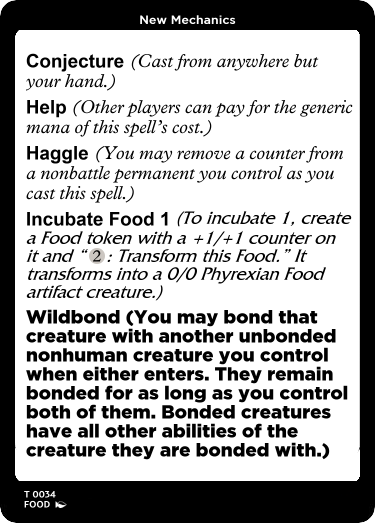 New Mechanics
Conjecture (Cast from anywhere but
your hand.)
Help (Other players can pay for the generic
mana of this spell's cost.)
Haggle (You may remove a counter from
a nonbattle permanent you control as you
cast this spell.)
Incubate Food 1 (To incubate 1, create
a Food token with a +1/+1 counter on
it and “2: Transform this Food.” It
transforms into a 0/0 Phyrexian Food
artifact creature.)
Wildbond (You may bond that
creature with another unbonded
nonhuman creature you control
when either enters. They remain
bonded for as long as you control
both of them. Bonded creatures
have all other abilities of the
creature they are bonded with.)
T 0034
FOOD